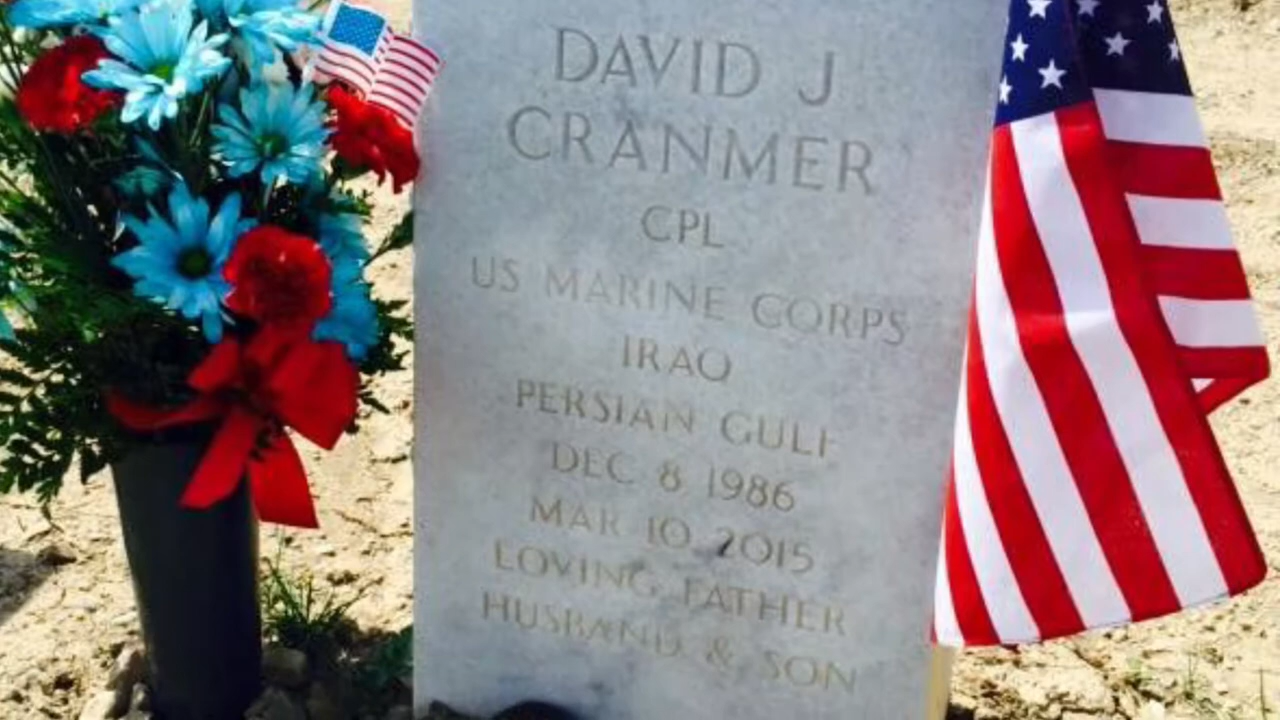 DAVID J
CRANMER
CPL
US MARINE CORPS
IRAQ
PERSIAN GULF
DEC 8 1986
MAR 10 2015
LOVING FATHER
HUSBAND & SON